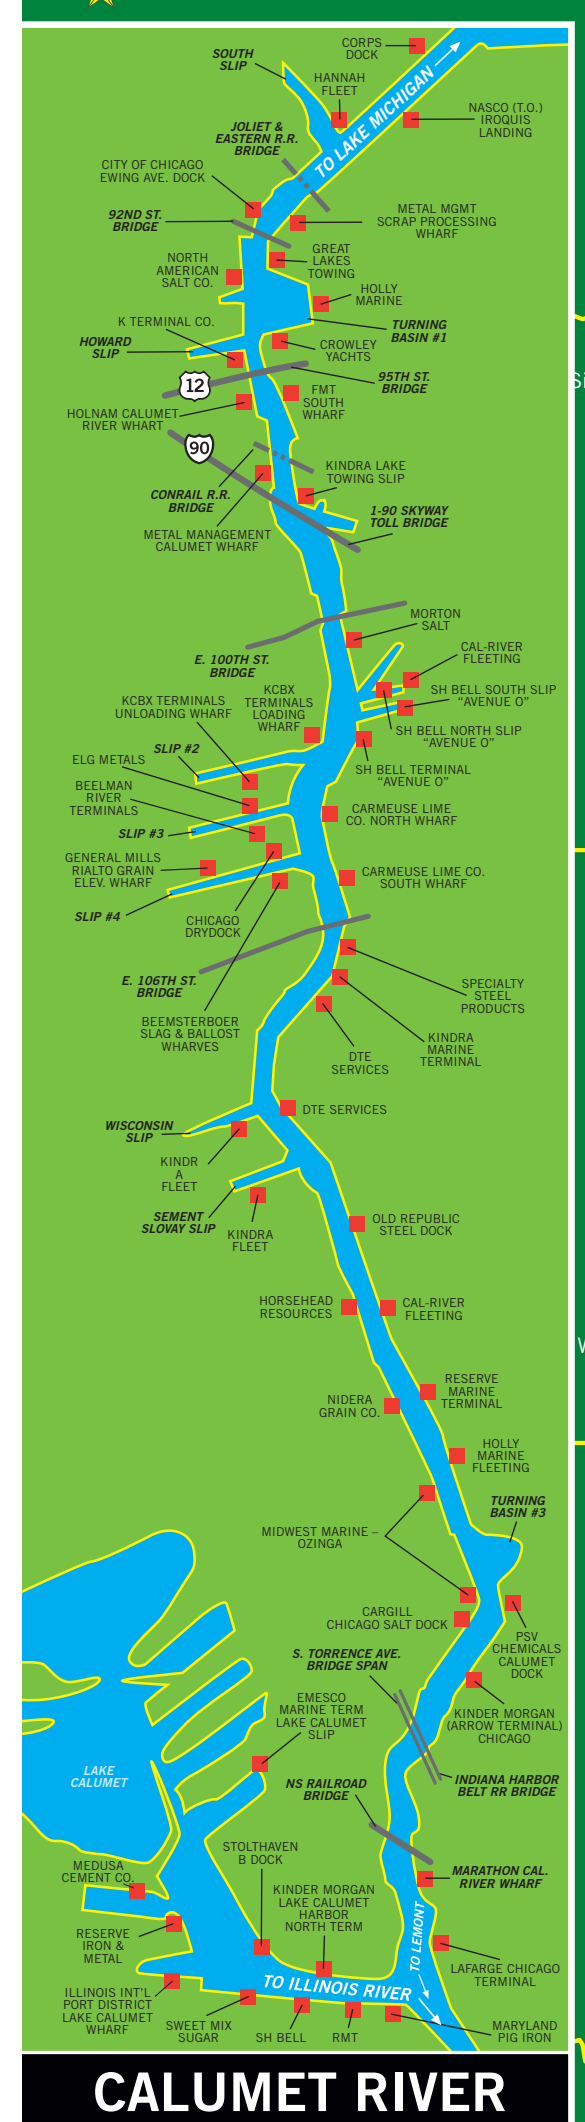 CORPS
DOCK
SOUTH
SLIP
HANNAH
FLEET
TO LAKE MICHIGAN
NASCO (T.O.)
IROQUIS
LANDING
JOLIET &
EASTERN R.R.
BRIDGE
CITY OF CHICAGO
EWING AVE. DOCK
92ND ST.
BRIDGE
METAL MGMT
SCRAP PROCESSING
WHARF
NORTH
AMERICAN
SALT CO.
GREAT
LAKES
TOWING
HOLLY
MARINE
K TERMINAL CO.
TURNING
BASIN #1
HOWARD
SLIP
CROWLEY
YACHTS
12
95TH ST.
BRIDGE
FMT
SOUTH
WHARF
HOLNAM CALUMET
RIVER WHART
90
KINDRA LAKE
TOWING SLIP
CONRAIL R.R.
BRIDGE
1-90 SKYWAY
TOLL BRIDGE
METAL MANAGEMENT
CALUMET WHARF
MORTON
SALT
E. 100TH ST.
BRIDGE
CAL-RIVER
FLEETING
SH BELL SOUTH SLIP
“AVENUE O”
KCBX TERMINALS
UNLOADING WHARF
KCBX
TERMINALS
LOADING
WHARF
SH BELL NORTH SLIP
“AVENUE O”
SLIP #2
ELG METALS
SH BELL TERMINAL
“AVENUE O”
BEELMAN
RIVER
TERMINALS
CARMEUSE LIME
CO. NORTH WHARF
SLIP #3
GENERAL MILLS
RIALTO GRAIN
ELEV. WHARF
CARMEUSE LIME CO.
SOUTH WHARF
SLIP #4
CHICAGO
DRYDOCK
E. 106TH ST.
BRIDGE
SPECIALTY
STEEL
PRODUCTS
BEEMSTERBOER
SLAG & BALLOST
WHARVES
KINDRA
MARINE
TERMINAL
DTE
SERVICES
DTE SERVICES
WISCONSIN
SLIP
KINDR
A
FLEET
SEMENT
SLOVAY SLIP
KINDRA
FLEET
OLD REPUBLIC
STEEL DOCK
HORSEHEAD
RESOURCES
CAL-RIVER
FLEETING
RESERVE
MARINE
TERMINAL
NIDERA
GRAIN CO.
HOLLY
MARINE
FLEETING
TURNING
BASIN #3
MIDWEST MARINE –
OZINGA
CARGILL
CHICAGO SALT DOCK
PSV
CHEMICALS
CALUMET
DOCK
S. TORRENCE AVE.
BRIDGE SPAN
EMESCO
MARINE TERM
LAKE CALUMET
SLIP
KINDER MORGAN
(ARROW TERMINAL)
CHICAGO
LAKE
CALUMET
NS RAILROAD
BRIDGE
INDIANA HARBOR
BELT RR BRIDGE
STOLTHAVEN
B DOCK
MEDUSA
CEMENT CO.
MARATHON CAL.
RIVER WHARF
KINDER MORGAN
LAKE CALUMET
HARBOR
NORTH TERM
RESERVE
IRON &
METAL
TO LEMONT
LAFARGE CHICAGO
TERMINAL
TO ILLINOIS RIVER
ILLINOIS INT’L
PORT DISTRICT
LAKE CALUMET
WHARF
SWEET MIX
SUGAR
SH BELL
RMT
MARYLAND
PIG IRON
CALUMET RIVER